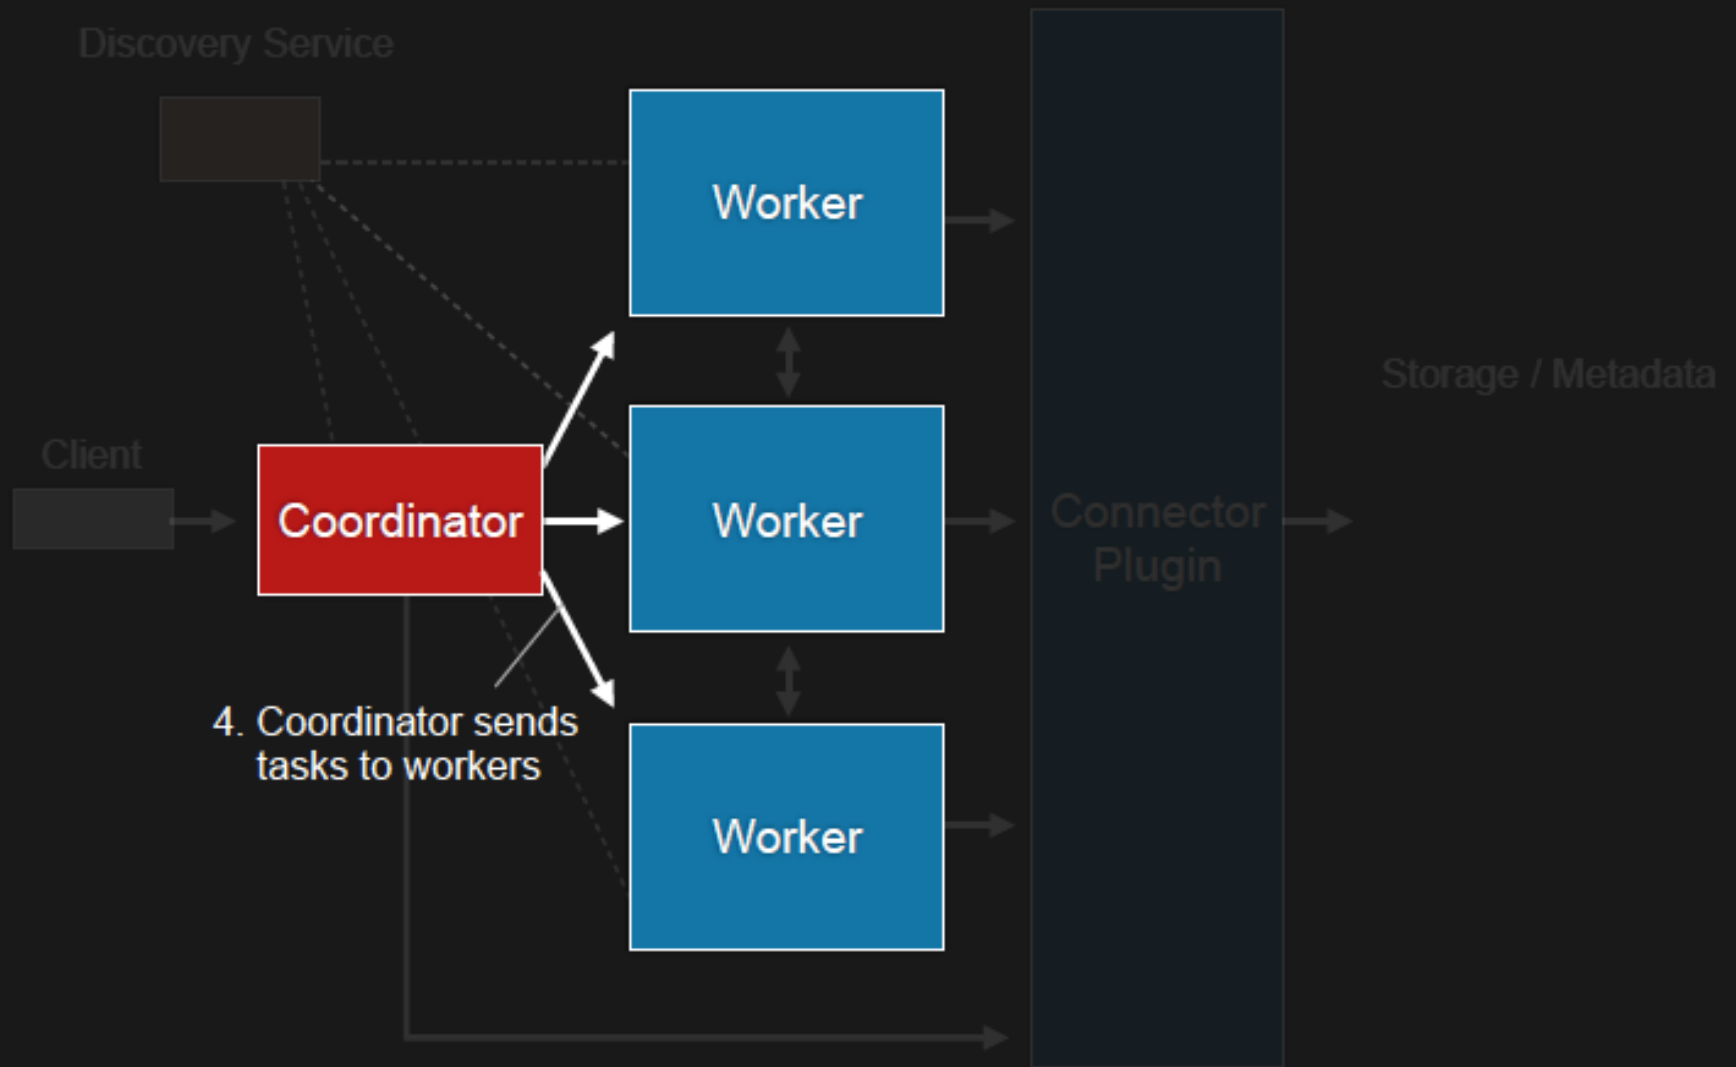 Discovery Service
Worker
Storage / Metadata
Client
Coordinator
Worker
Connector
Plugin
4. Coordinator sends
tasks to workers
Worker